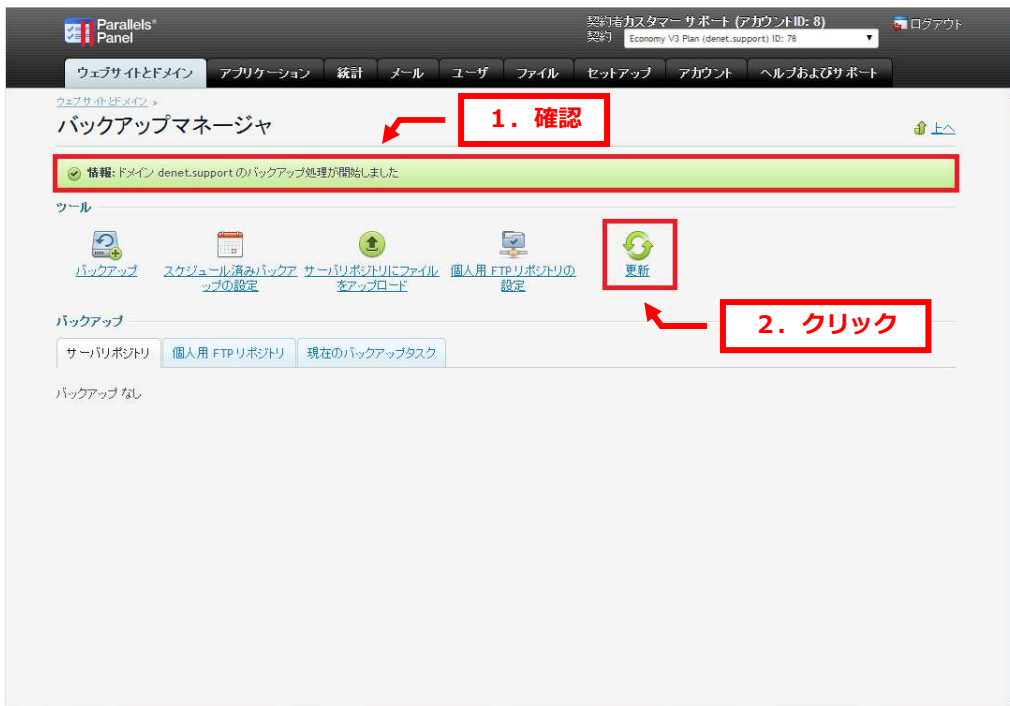 Parallels®
Panel
契約者カスタマー サポート (アカウントID: 8)
契約 Economy V3 Plan (denet.support) ID: 78
ログアウト
ウェブサイトとドメイン アプリケーション 統計 メール ユーザ ファイル セットアップ アカウント ヘルプおよびサポート
ウェブサイトとドメイン >
バックアップマネージャ
1．確認
上へ
情報: ドメイン denet.support のバックアップ処理が開始しました
ツール
バックアップ
スケジュール済みバックア
ップの設定
サーバリポジトリにファイル
をアップロード
個人用 FTP リポジトリの
設定
更新
2．クリック
バックアップ
サーバリポジトリ 個人用 FTP リポジトリ 現在のバックアップタスク
バックアップ なし